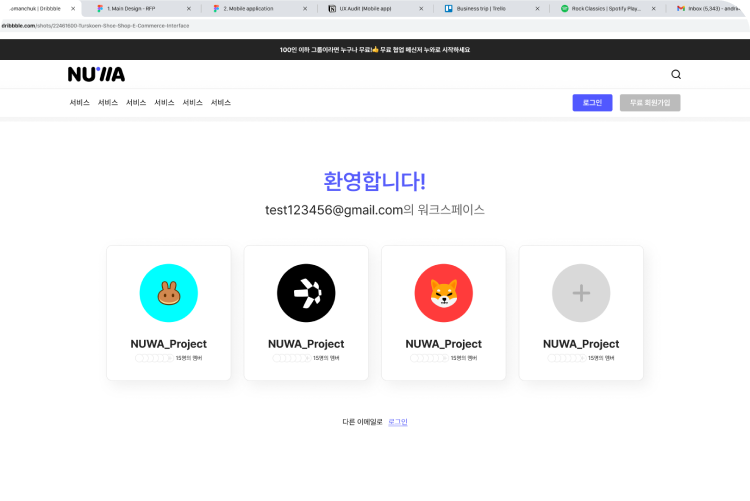 .omanchuk | Dribbble
1. Main Design - RFP
2. Mobile application
UX Audit (Mobile app)
Business trip | Trello
Rock Classics | Spotify Play...
Inbox (5,343) - andrii
dribbble.com/shots/22481600-Furskoen-Shoe-Shop-E-Commerce-Interface
100인 이하 그룹이라면 누구나 무료!👍 무료 협업 메신저 누와로 시작하세요
NUWA
서비스 서비스 서비스 서비스 서비스 서비스
로그인
무료 회원가입
환영합니다!
test123456@gmail.com의 워크스페이스
NUWA_Project
15명의 멤버
NUWA_Project
15명의 멤버
NUWA_Project
15명의 멤버
NUWA_Project
15명의 멤버
다른 이메일로 로그인